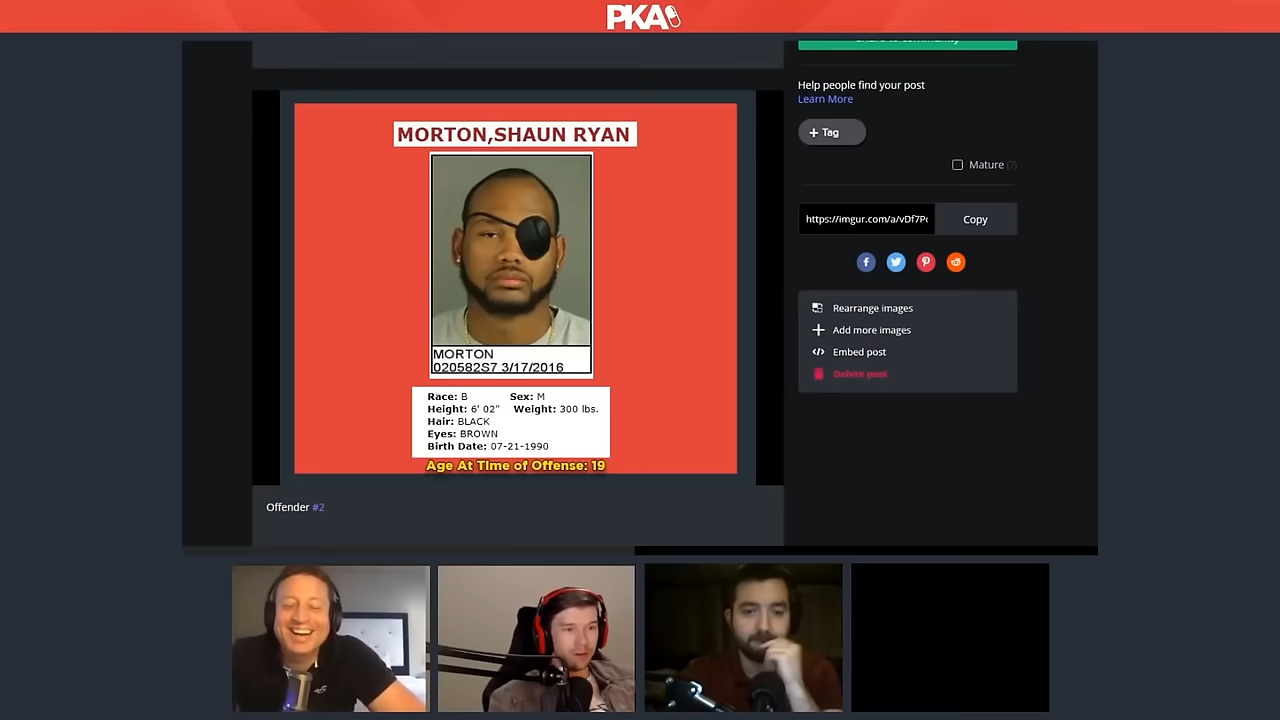 PKA
Help people find your post
Learn More
+ Tag
Mature (?)
https://imgur.com/a/vDf7P
Copy
MORTON,SHAUN RYAN
MORTON
020582S7 3/17/2016
Race: B Sex: M
Height: 6' 02" Weight: 300 lbs.
Hair: BLACK
Eyes: BROWN
Birth Date: 07-21-1990
Age At Time of Offense: 19
Offender #2
Rearrange images
Add more images
Embed post
Delete post